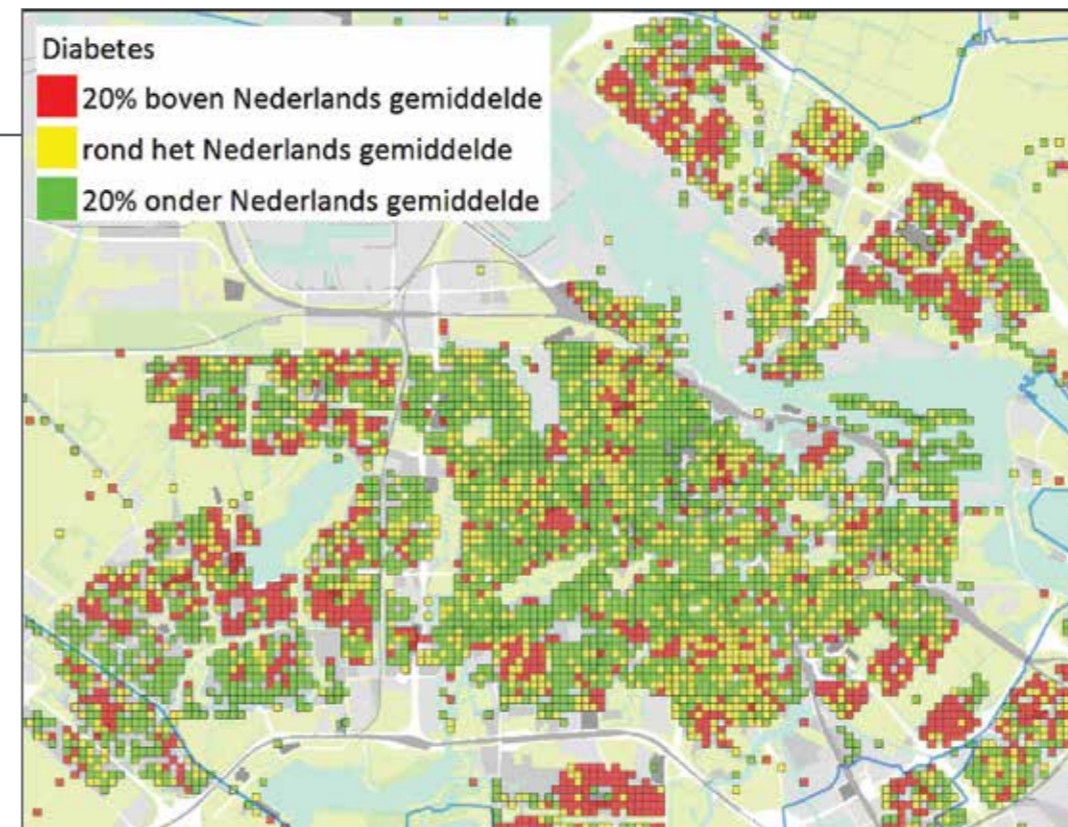 Diabetes
20% boven Nederlands gemiddelde
rond het Nederlands gemiddelde
20% onder Nederlands gemiddelde